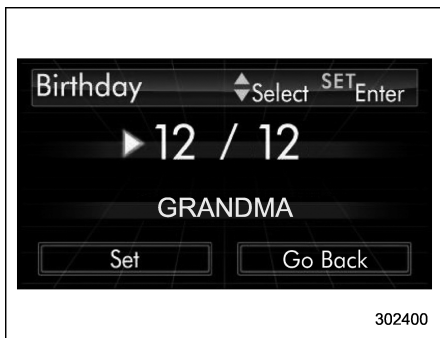 Birthday Select SET Enter
12 / 12
GRANDMA
Set Go Back
302400